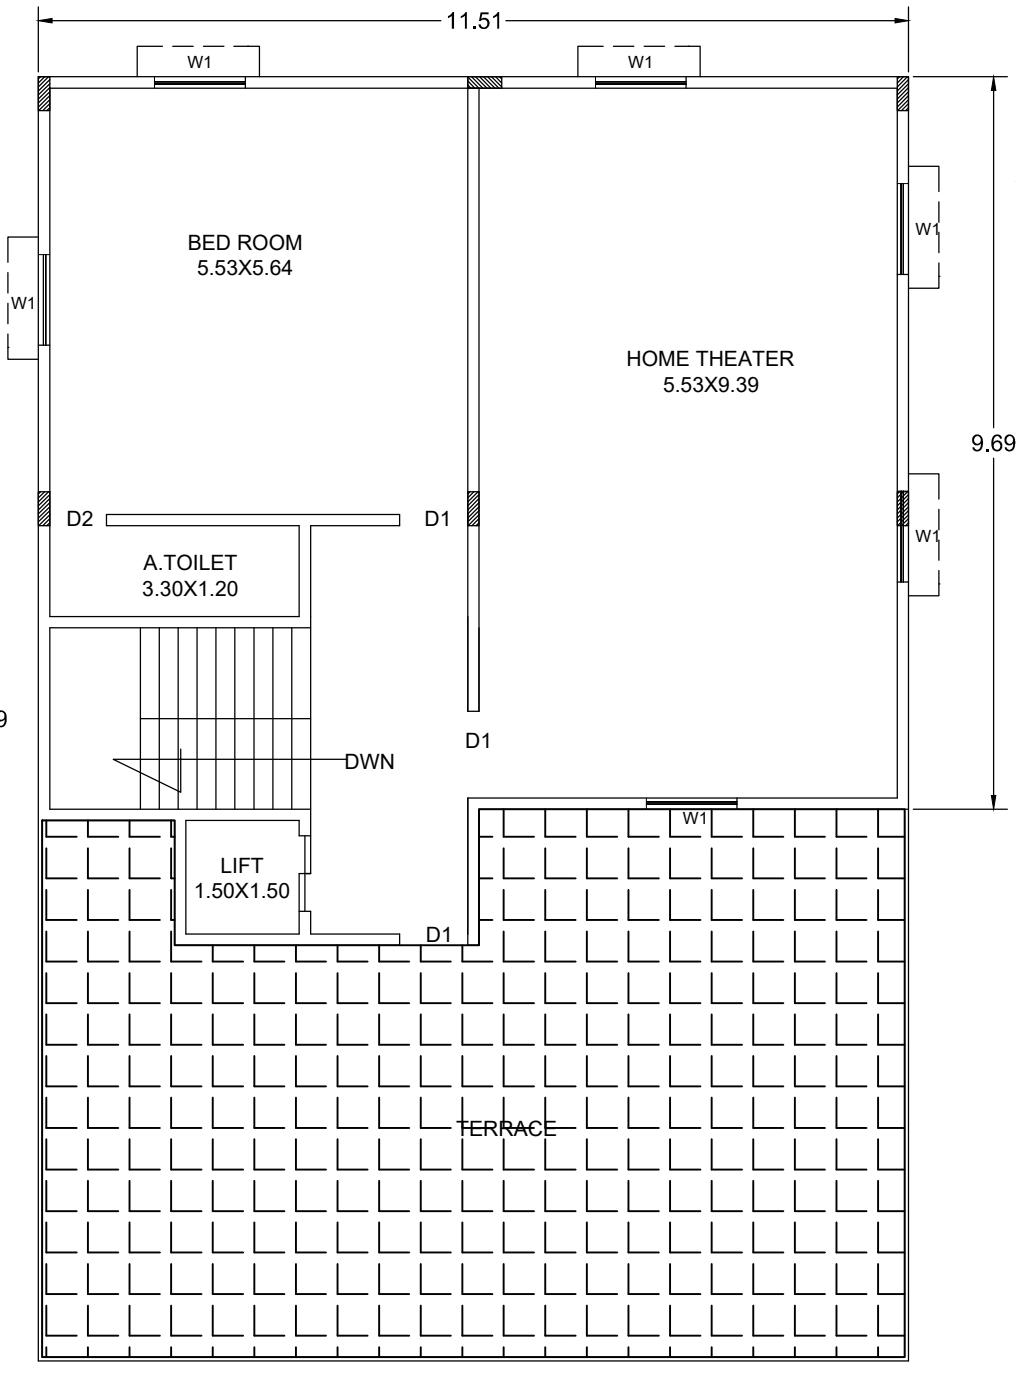 11.51
W1
W1
W1
BED ROOM
5.53X5.64
W1
HOME THEATER
5.53X9.39
9.69
D2
D1
W1
A.TOILET
3.30X1.20
9
D1
DWN
W1
LIFT
1.50X1.50
D1
TERRACE